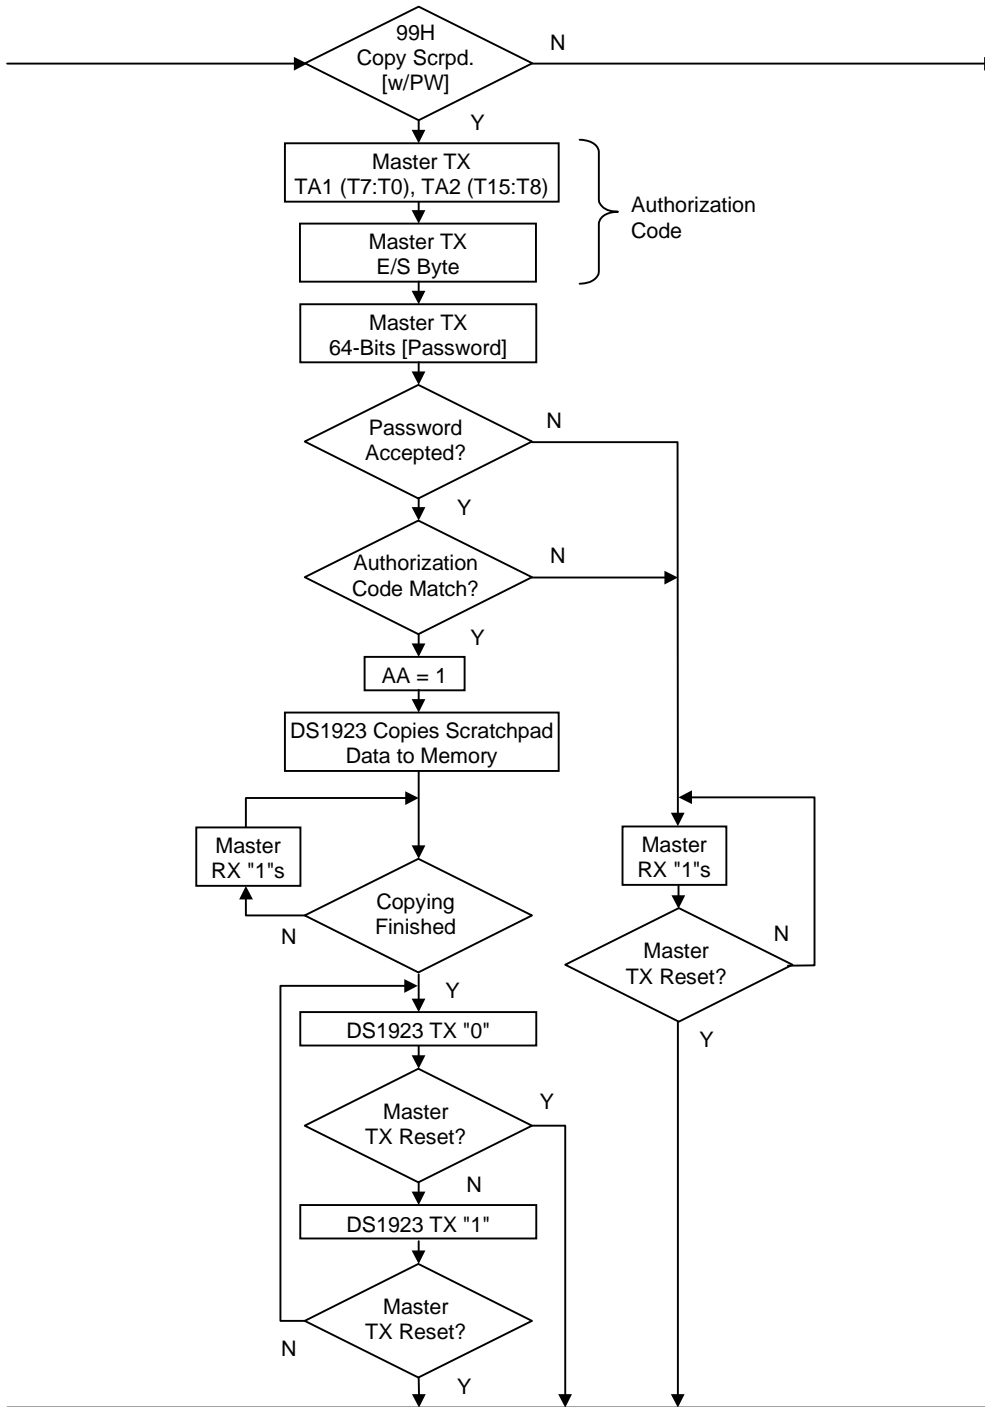 99H
Copy Scrpd.
[w/PW]
N
Y
Master TX
TA1 (T7:T0), TA2 (T15:T8)
Authorization
Code
Master TX
E/S Byte
Master TX
64-Bits [Password]
Password
Accepted?
N
Y
Authorization
Code Match?
N
Y
AA = 1
DS1923 Copies Scratchpad
Data to Memory
Master
RX "1"s
Copying
Finished
N
Y
Master
RX "1"s
Master
TX Reset?
N
Y
DS1923 TX "0"
Master
TX Reset?
Y
N
DS1923 TX "1"
Master
TX Reset?
N
Y